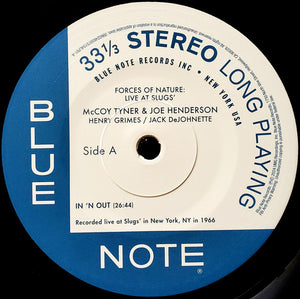 33 1/3 STEREO LONG PLAYING
BLUE NOTE RECORDS INC • NEW YORK USA
FORCES OF NATURE:
LIVE AT SLUGS'
McCOY TYNER & JOE HENDERSON
HENRY GRIMES / JACK DeJOHNETTE
Side A
IN 'N OUT (26:44)
Recorded live at Slugs' in New York, NY in 1966
BLUE
NOTE
®